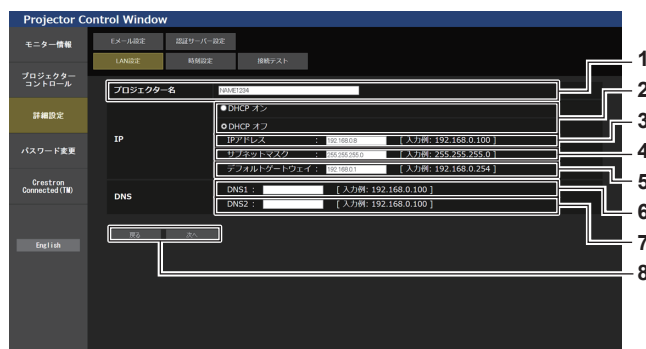 Projector Control Window
モニター情報
プロジェクター
コントロール
詳細設定
パスワード変更
Crestron
Connected(TM)
English
Eメール設定 認証サーバー設定
LAN設定 時刻設定 接続テスト
プロジェクター名 NAME1234
IP
DHCP オン
DHCP オフ
IPアドレス : 192.168.0.8 [ 入力例: 192.168.0.100 ]
サブネットマスク : 255.255.255.0 [ 入力例: 255.255.255.0 ]
デフォルトゲートウェイ : 192.168.0.1 [ 入力例: 192.168.0.254 ]
DNS
DNS1 : [ 入力例: 192.168.0.100 ]
DNS2 : [ 入力例: 192.168.0.100 ]
戻る 次へ
1
2
3
4
5
6
7
8